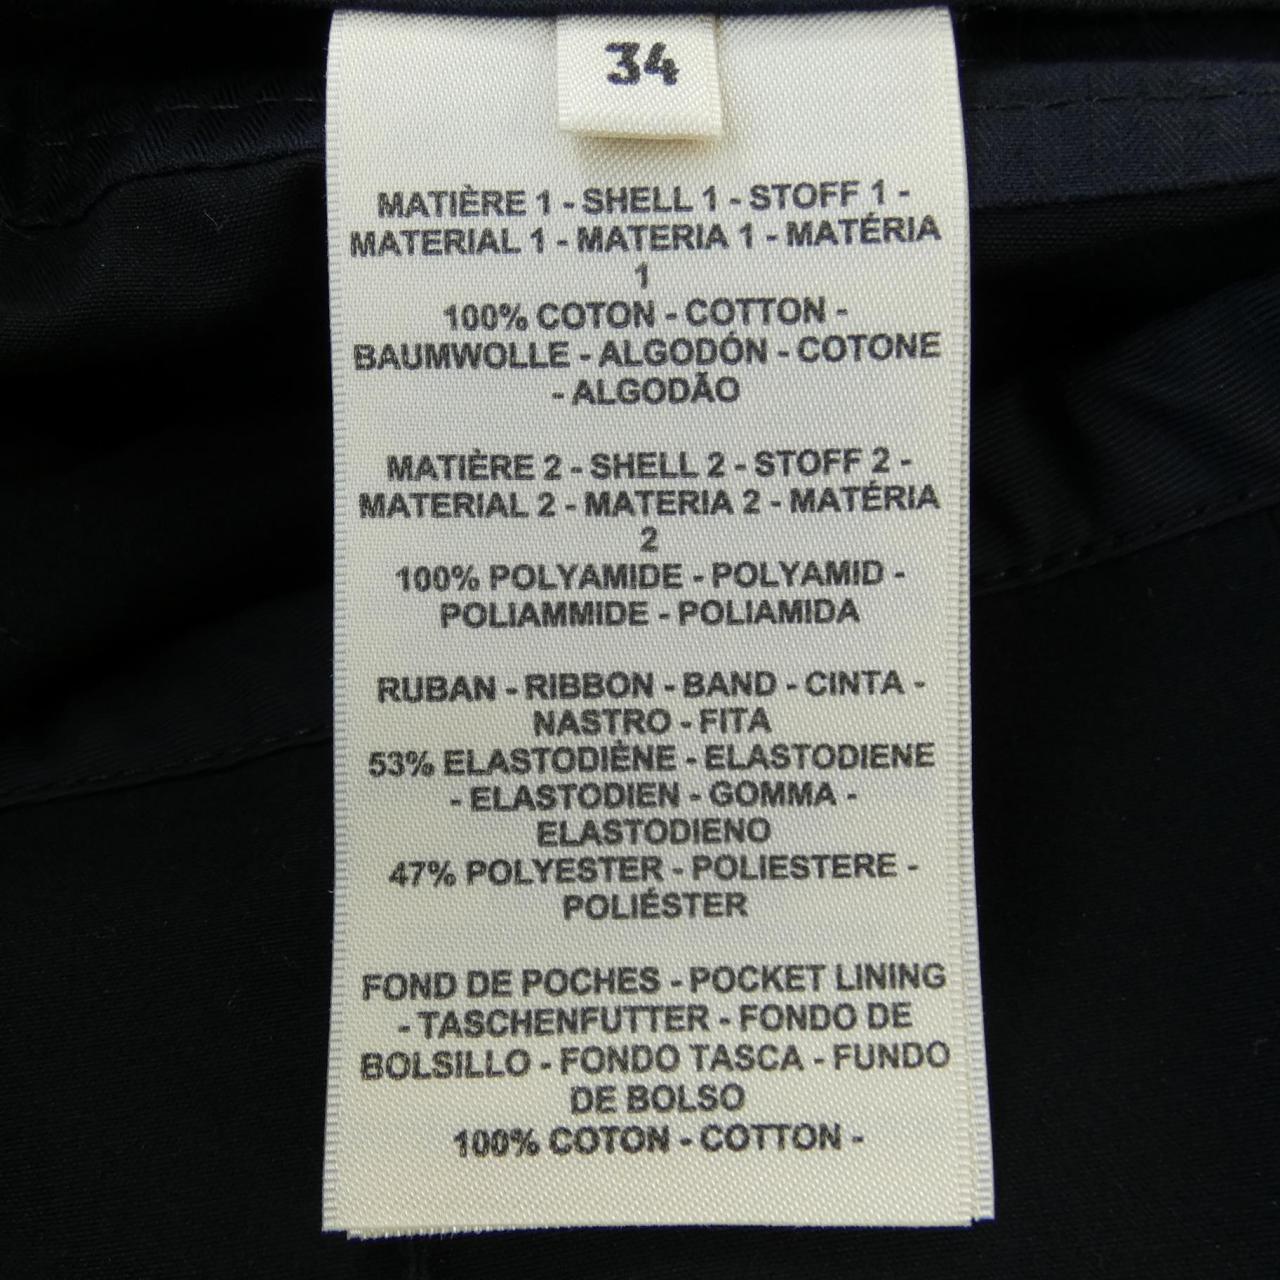 34
MATIÈRE 1 - SHELL 1 - STOFF 1 -
MATERIAL 1 - MATERIA 1 - MATÉRIA
1
100% COTON - COTTON -
BAUMWOLLE - ALGODÓN - COTONE
- ALGODÃO
MATIÈRE 2 - SHELL 2 - STOFF 2 -
MATERIAL 2 - MATERIA 2 - MATÉRIA
2
100% POLYAMIDE - POLYAMID -
POLIAMMIDE - POLIAMIDA
RUBAN - RIBBON - BAND - CINTA -
NASTRO - FITA
53% ELASTODIÈNE - ELASTODIENE
- ELASTODIEN - GOMMA -
ELASTODIENO
47% POLYESTER - POLIESTERE -
POLIÉSTER
FOND DE POCHES - POCKET LINING
- TASCHENFUTTER - FONDO DE
BOLSILLO - FONDO TASCA - FUNDO
DE BOLSO
100% COTON - COTTON -